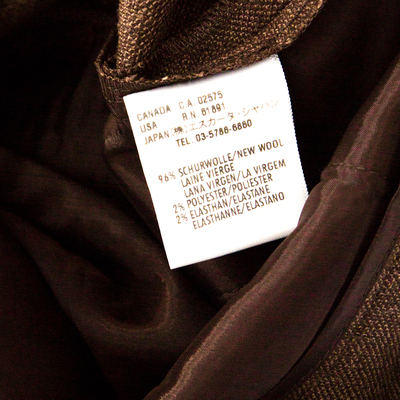 CANADA C.A. 02575
USA R.N. 81891
JAPAN:(株)エスカーダ・ジャパン
TEL. 03-5786-6860
96% SCHURWOLLE/NEW WOOL
LAINE VIERGE
LANA VIRGEN/LA VIRGEM
2% POLYESTER/POLIESTER
2% ELASTHAN/ELASTANE
ELASTHANNE/ELASTANO